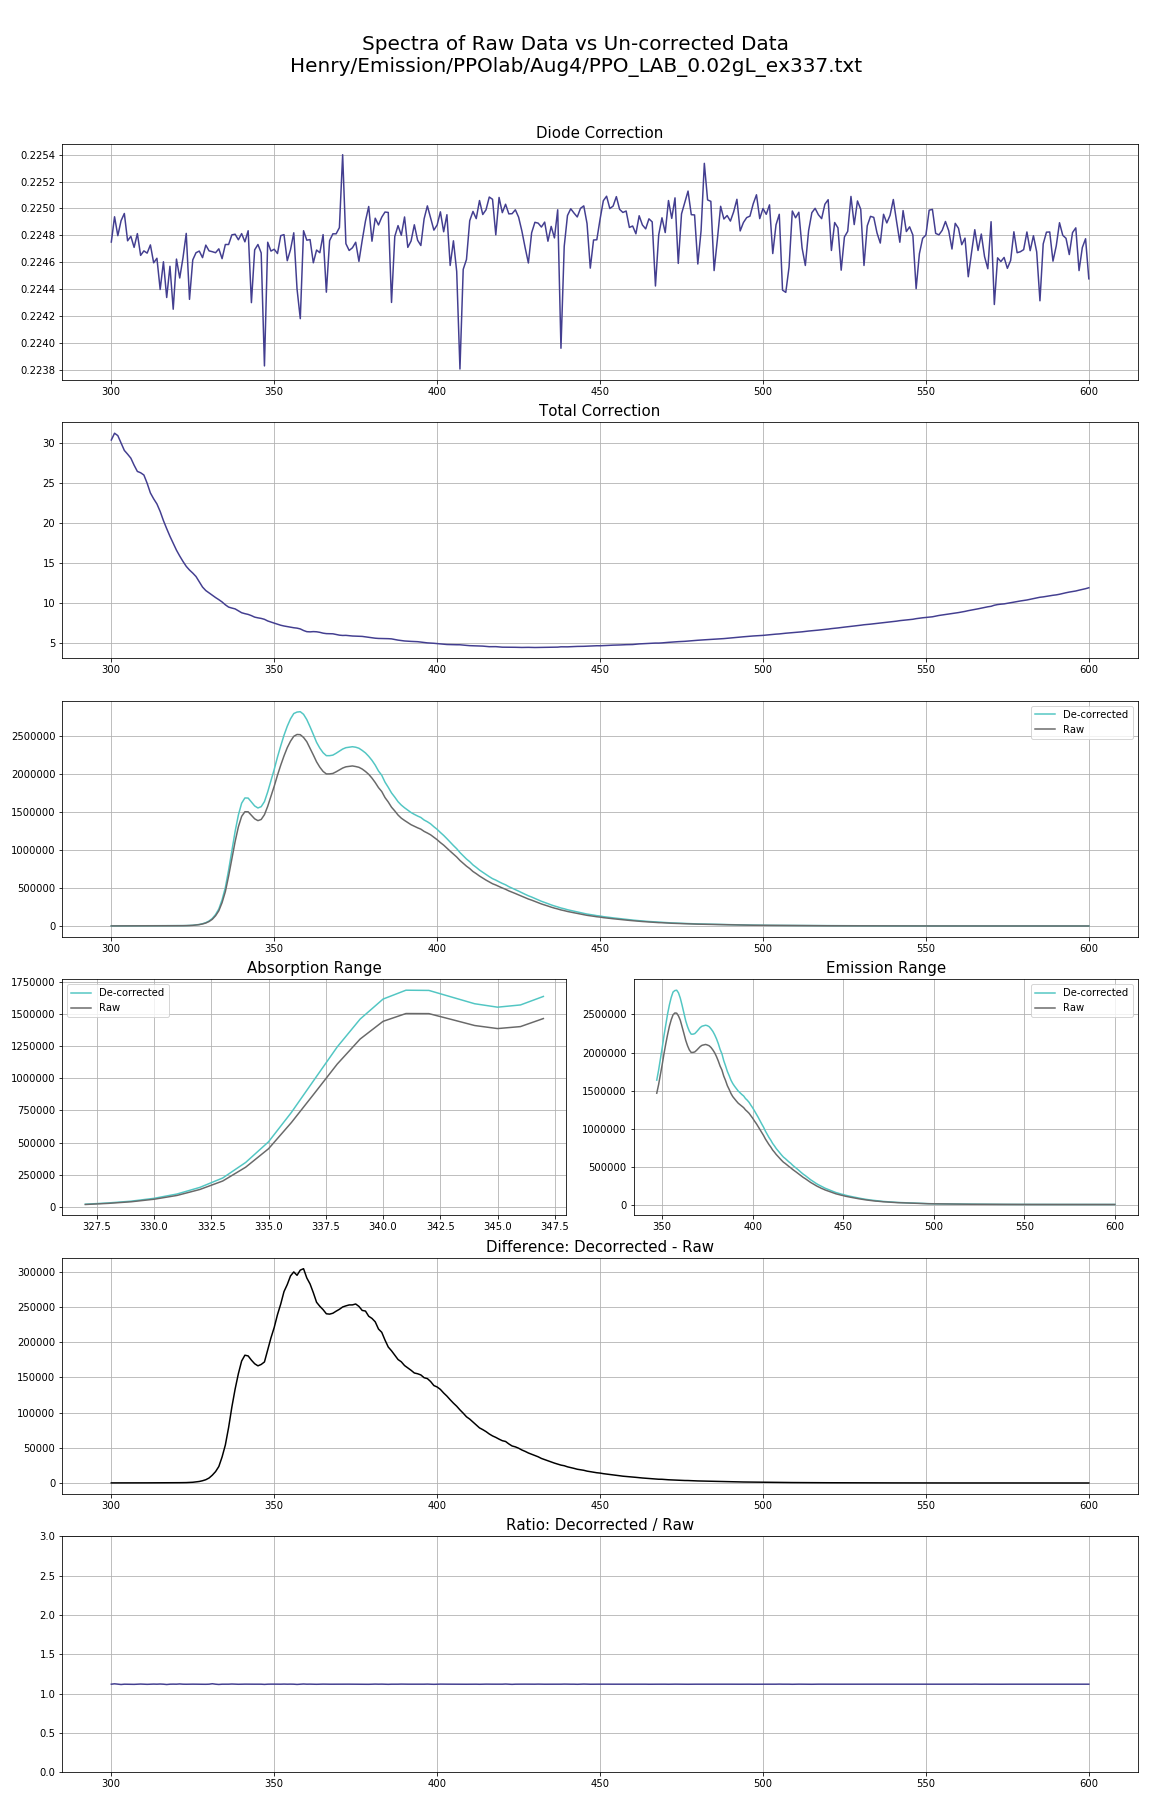 Spectra of Raw Data vs Un-corrected Data
Henry/Emission/PPOlab/Aug4/PPO_LAB_0.02gL_ex337.txt
Diode Correction
0.2254
0.2252
0.2250
0.2248
0.2246
0.2244
0.2242
0.2240
0.2238
300 350 400 450 500 550 600
Total Correction
30
25
20
15
10
5
300 350 400 450 500 550 600
De-corrected
Raw
2500000
2000000
1500000
1000000
500000
0
300 350 400 450 500 550 600
Absorption Range
De-corrected
Raw
1750000
1500000
1250000
1000000
750000
500000
250000
0
327.5 330.0 332.5 335.0 337.5 340.0 342.5 345.0 347.5
Emission Range
De-corrected
Raw
2500000
2000000
1500000
1000000
500000
0
350 400 450 500 550 600
Difference: Decorrected - Raw
300000
250000
200000
150000
100000
50000
0
300 350 400 450 500 550 600
Ratio: Decorrected / Raw
3.0
2.5
2.0
1.5
1.0
0.5
0.0
300 350 400 450 500 550 600